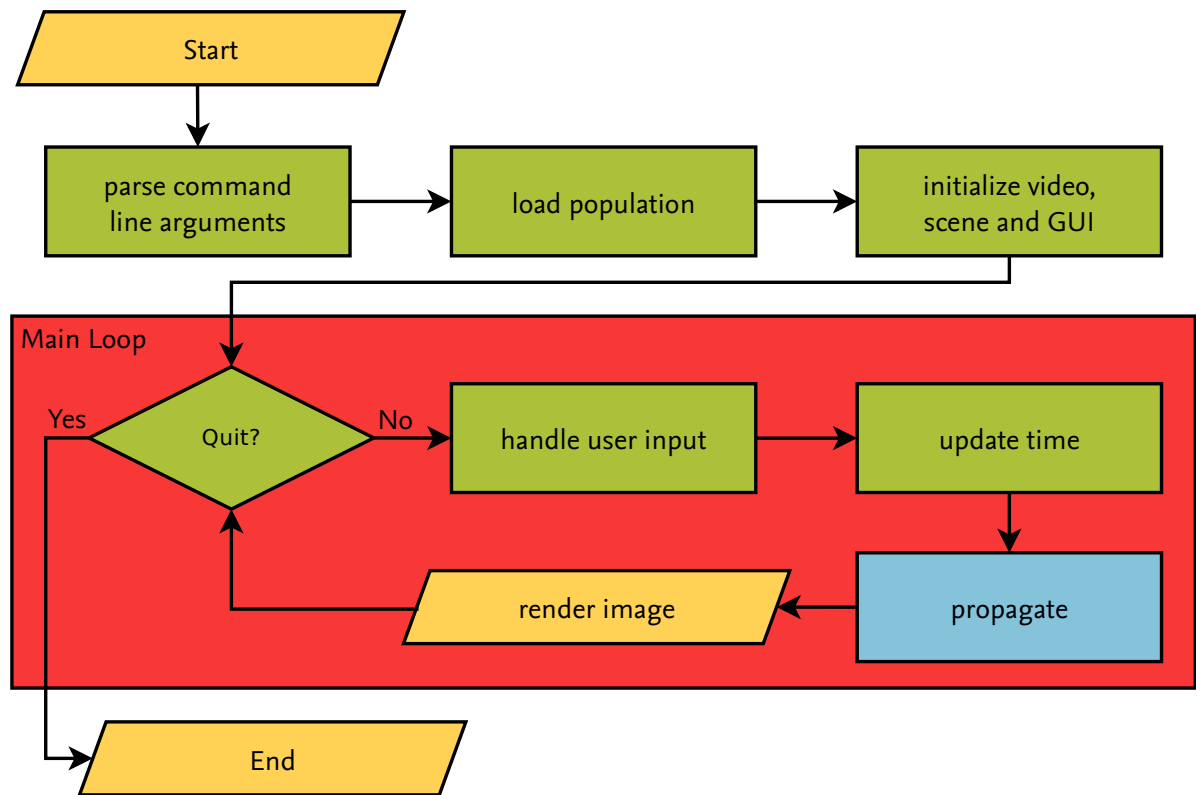 Start
parse command
line arguments
load population
initialize video,
scene and GUI
Main Loop
Yes
Quit?
No
handle user input
update time
render image
propagate
End